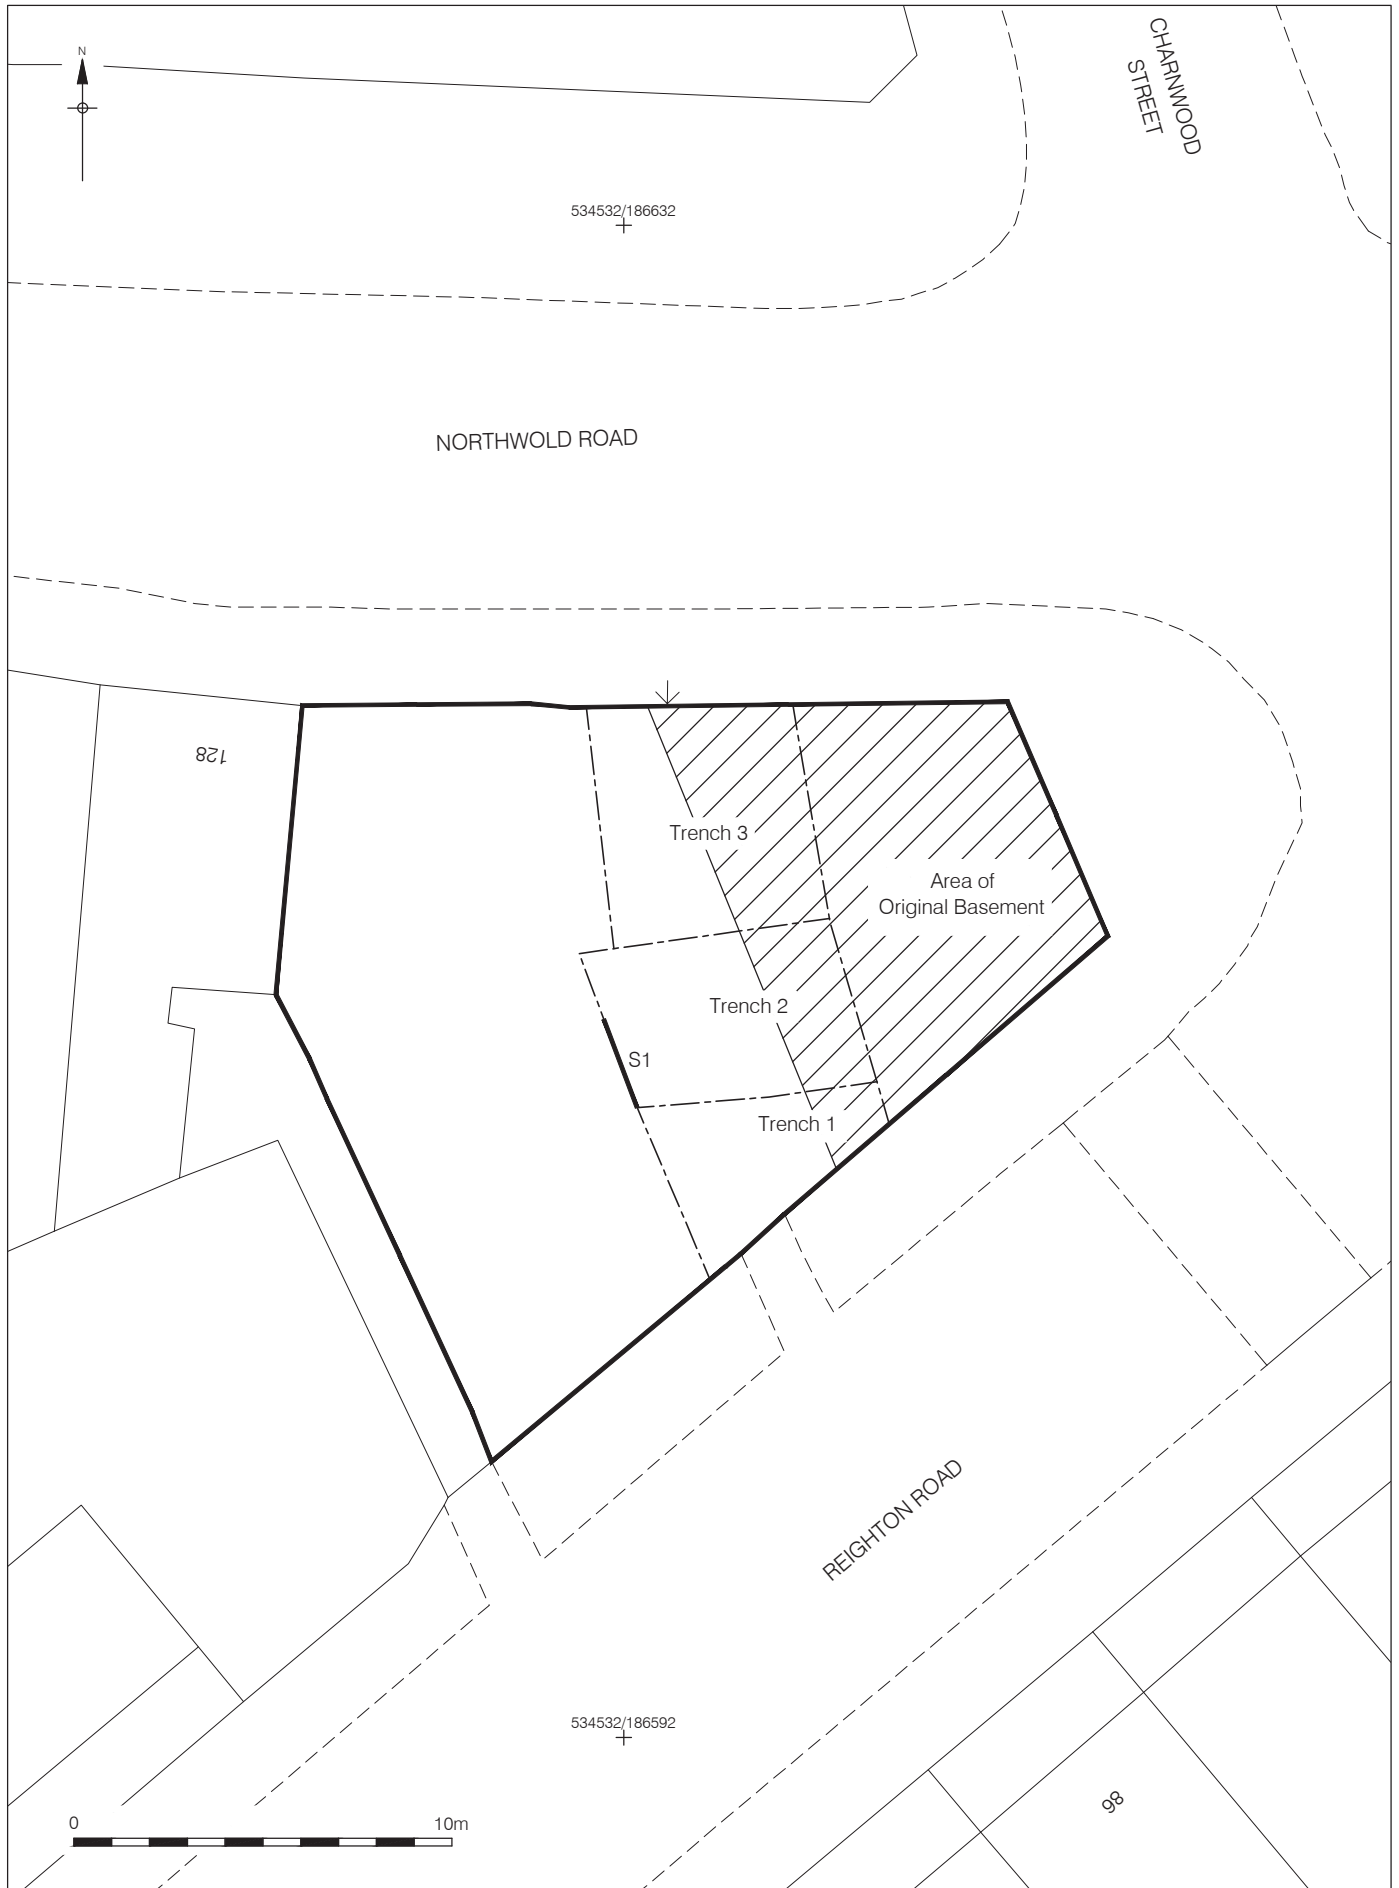 N
CHARNWOOD
STREET
534532/186632
NORTHWOLD ROAD
128
Trench 3
Area of
Original Basement
Trench 2
S1
Trench 1
REIGHTON ROAD
534532/186592
98
0 10m